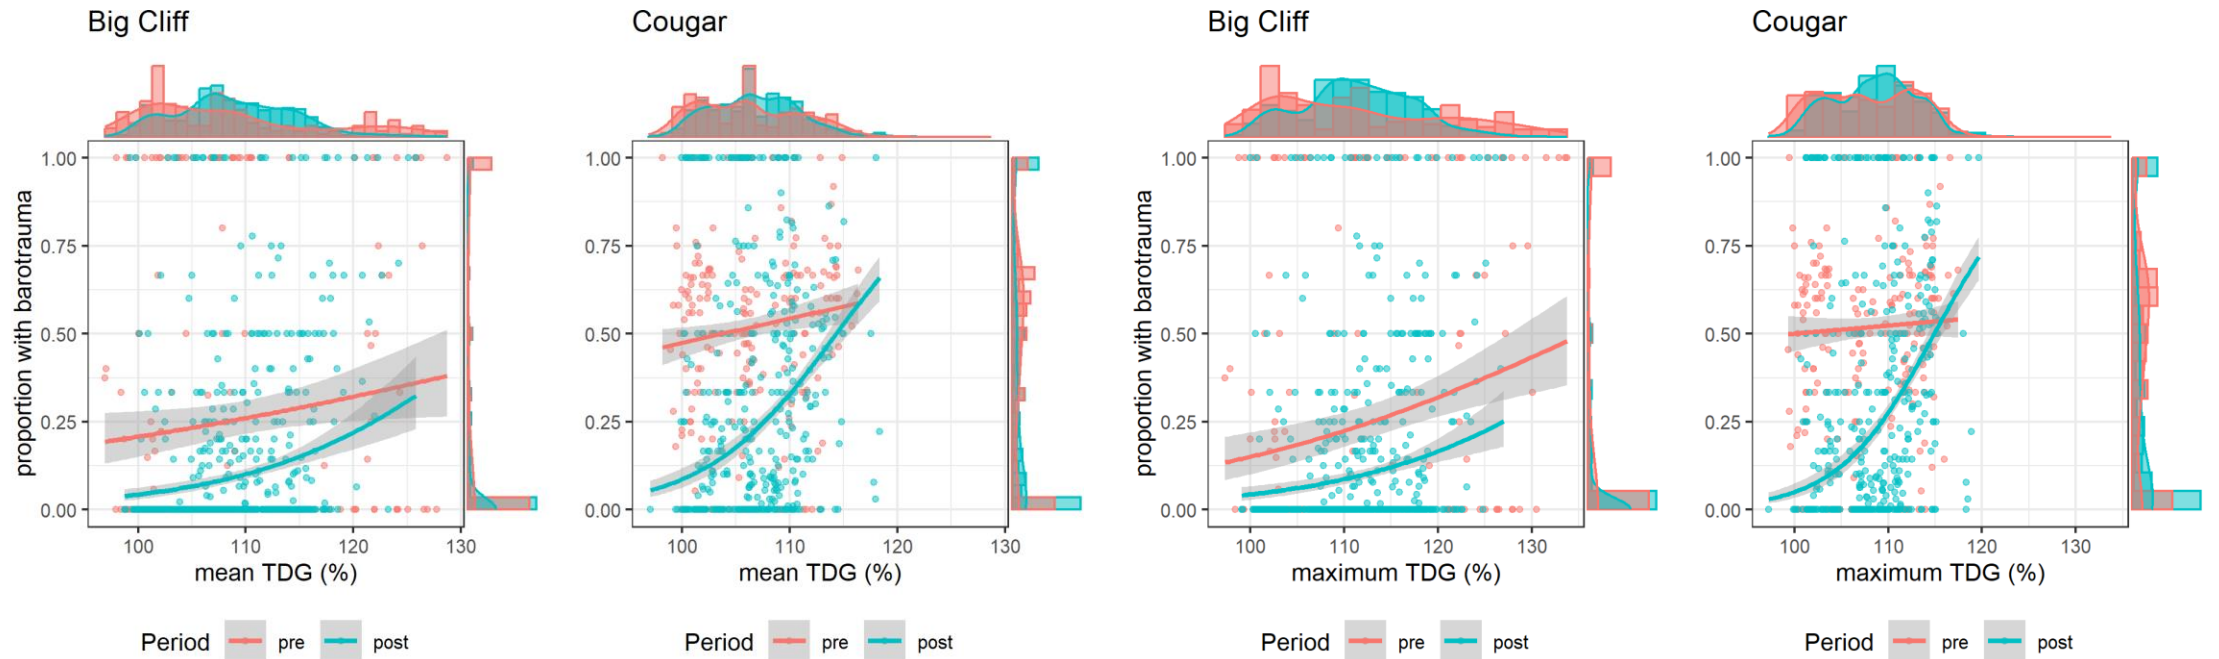 Big Cliff
Cougar
Big Cliff
Cougar
proportion with barotrauma
1.00
0.75
0.50
0.25
0.00
100 110 120 130
mean TDG (%)
Period pre post
1.00
0.75
0.50
0.25
0.00
100 110 120 130
mean TDG (%)
Period pre post
proportion with barotrauma
1.00
0.75
0.50
0.25
0.00
100 110 120 130
maximum TDG (%)
Period pre post
1.00
0.75
0.50
0.25
0.00
100 110 120 130
maximum TDG (%)
Period pre post